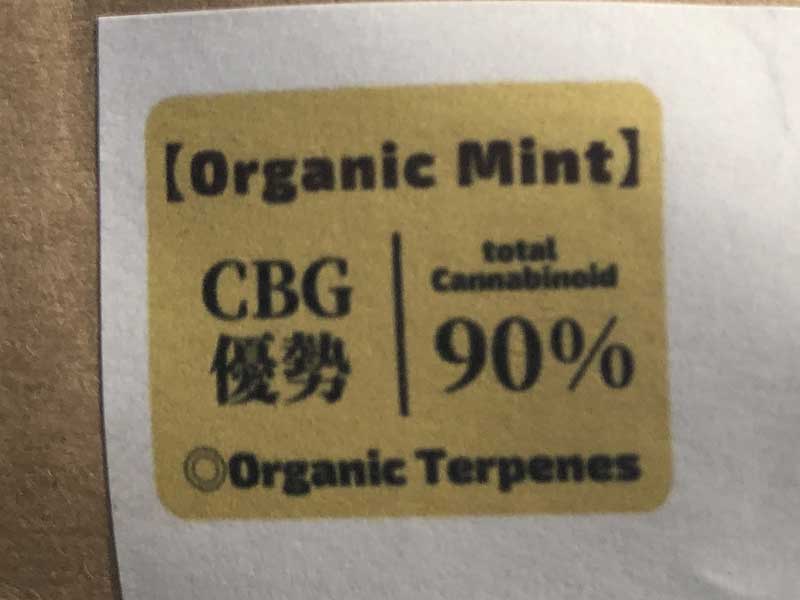 【Organic Mint】
CBG
優勢
total
Cannabinoid
90%
◎Organic Terpenes